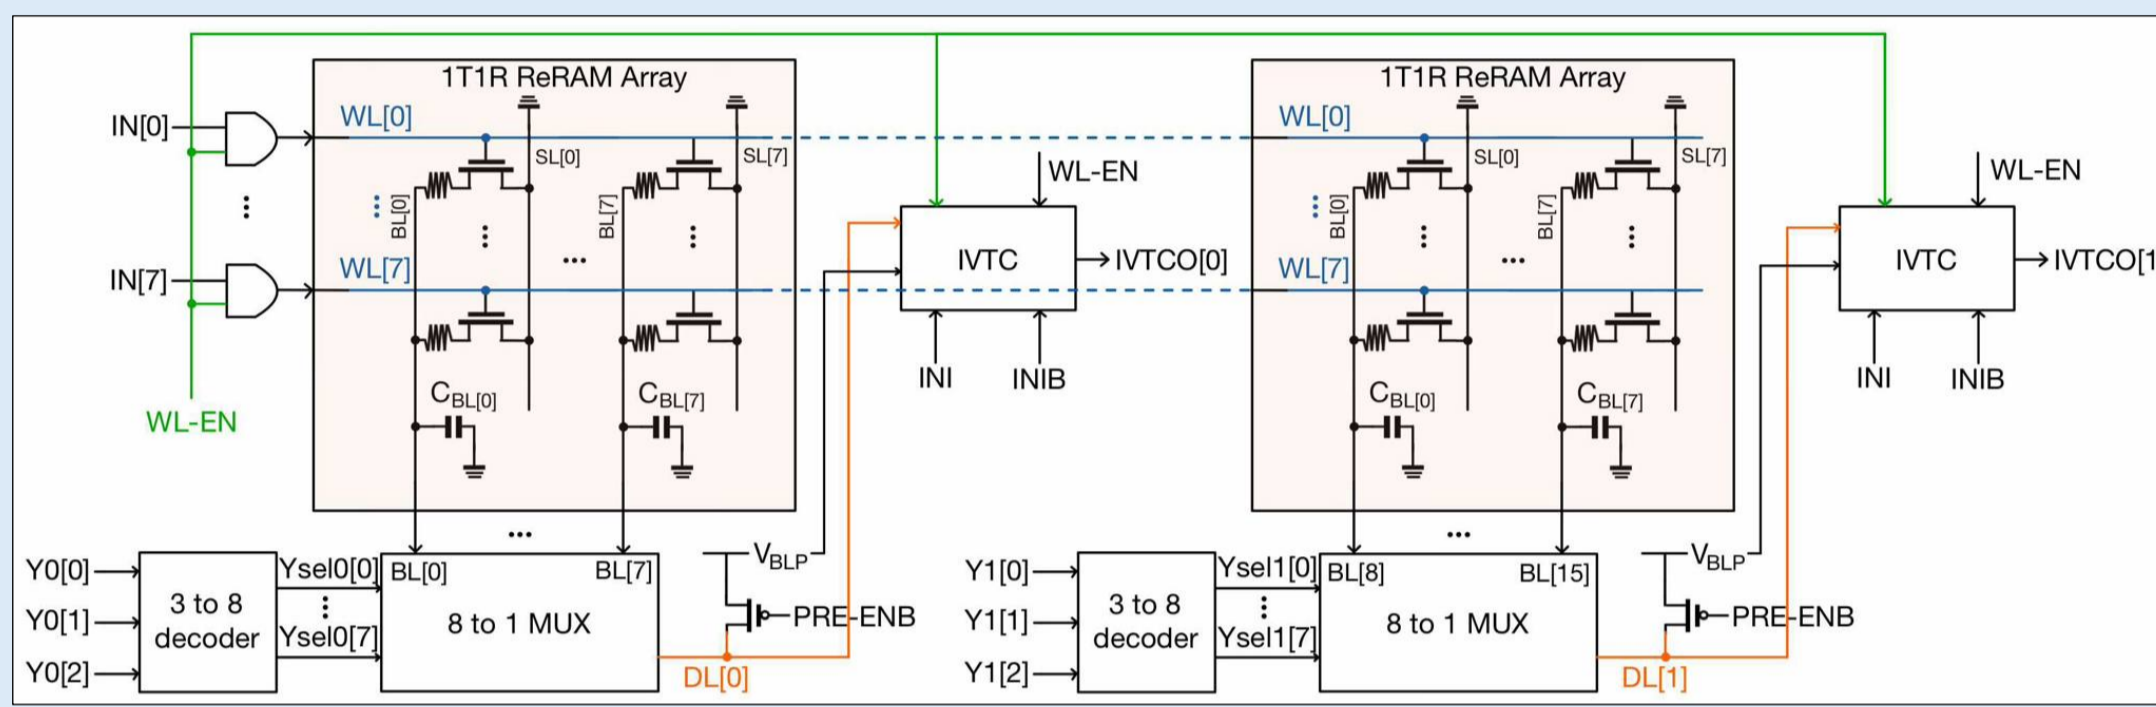 1T1R ReRAM Array
1T1R ReRAM Array
IN[0]
WL[0]
WL[0]
SL[0]
SL[7]
SL[0]
SL[7]
WL-EN
WL-EN
BL[0]
BL[7]
BL[0]
BL[7]
IN[7]
WL[7]
IVTC
IVTCO[0]
WL[7]
IVTC
IVTCO[1
INI
INIB
INI
INIB
CBL[0]
CBL[7]
CBL[0]
CBL[7]
WL-EN
Y0[0]
Y0[1]
Y0[2]
3 to 8
decoder
Ysel0[0]
Ysel0[7]
BL[0]
BL[7]
8 to 1 MUX
VBLP
PRE-ENB
DL[0]
Y1[0]
Y1[1]
Y1[2]
3 to 8
decoder
Ysel1[0]
Ysel1[7]
BL[8]
BL[15]
8 to 1 MUX
VBLP
PRE-ENB
DL[1]